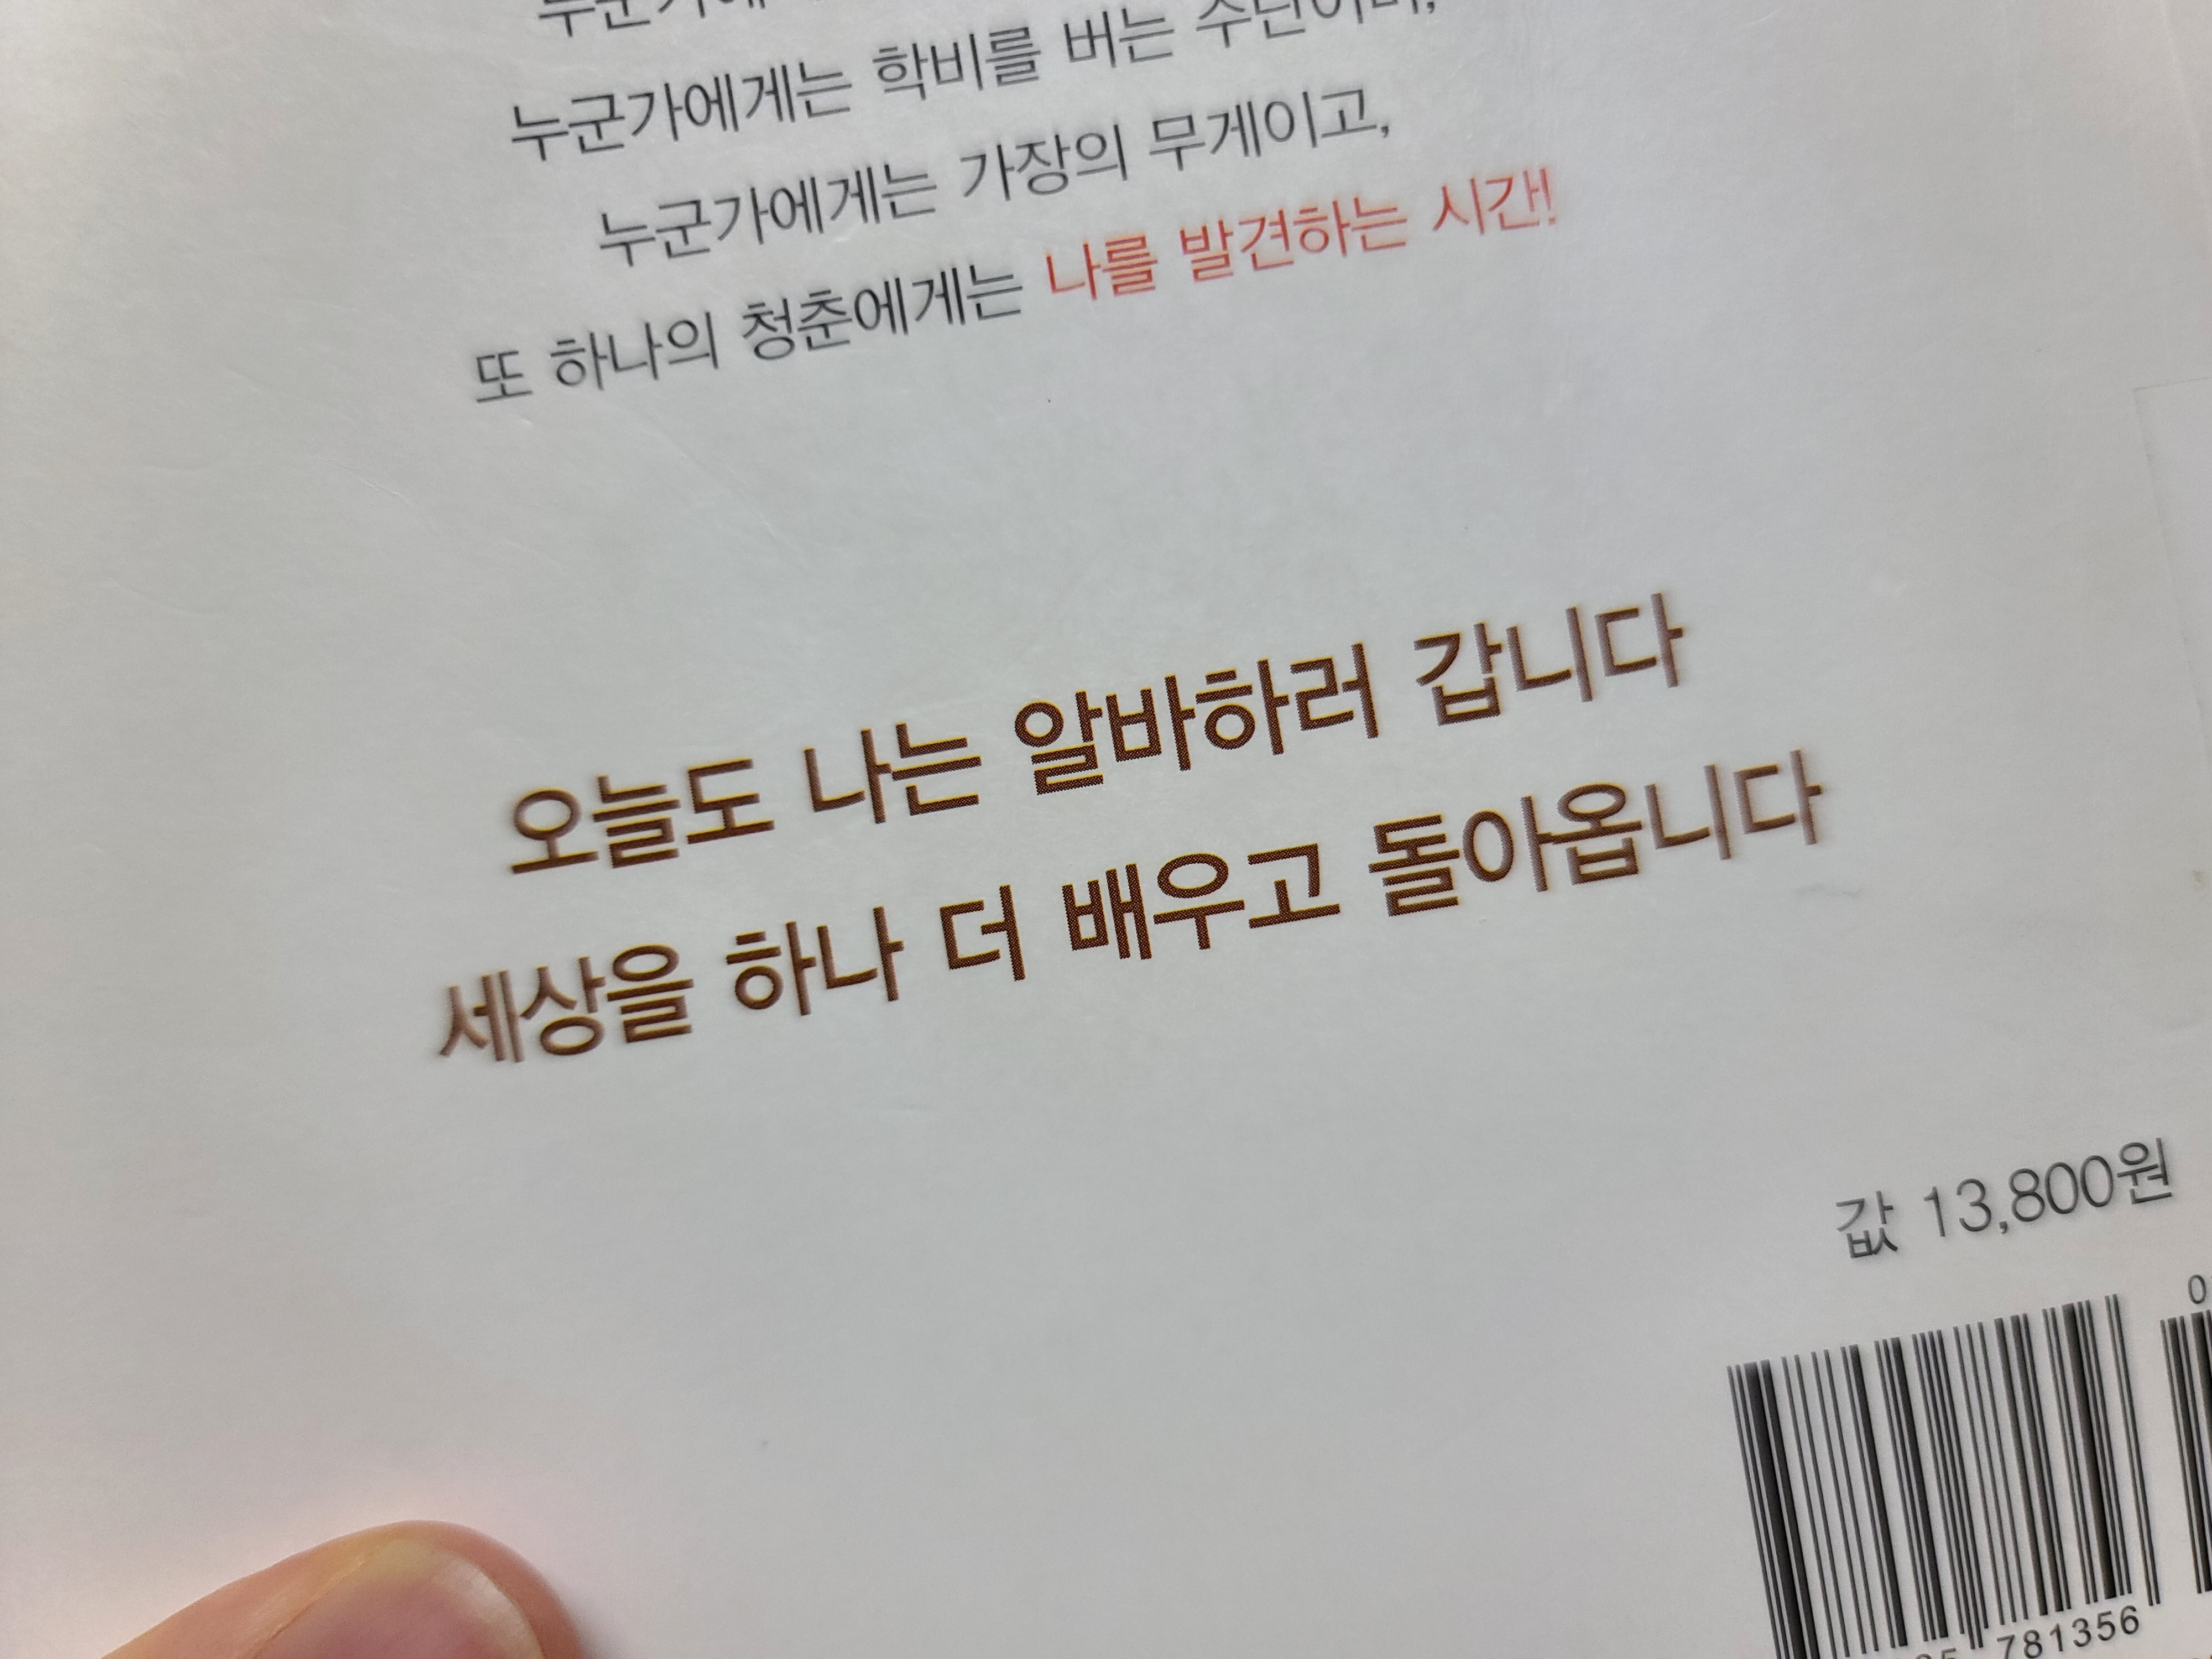 누군가에게는 학비를 버는 수단이며,
누군가에게는 가장의 무게이고,
또 하나의 청춘에게는 나를 발견하는 시간!
오늘도 나는 알바하러 갑니다
세상을 하나 더 배우고 돌아옵니다
값 13,800원
0
781356